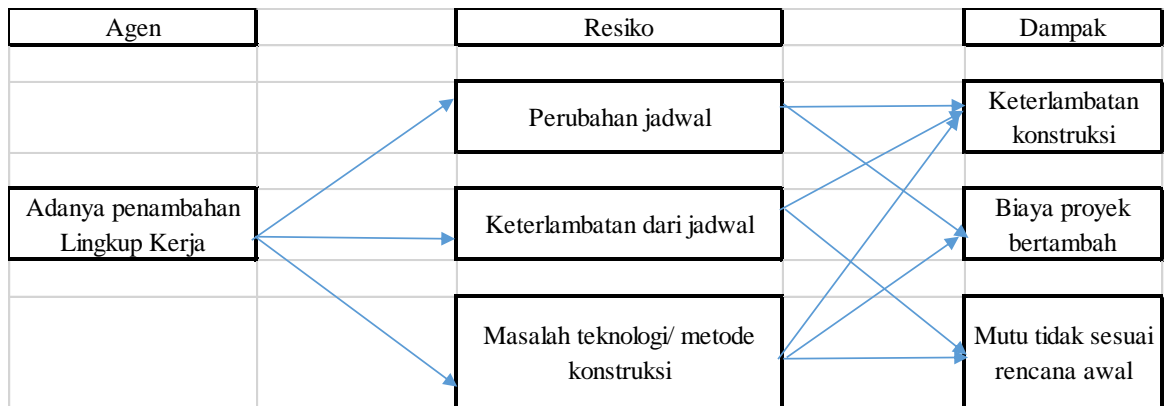 Agen
Resiko
Dampak
Perubahan jadwal
Keterlambatan
konstruksi
Adanya penambahan
Lingkup Kerja
Keterlambatan dari jadwal
Biaya proyek
bertambah
Masalah teknologi/ metode
konstruksi
Mutu tidak sesuai
rencana awal